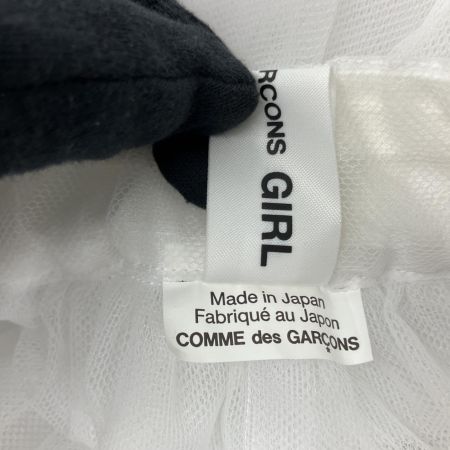 RCONS
GIRL
Made in Japan
Fabriqué au Japon
COMME des GARÇONS